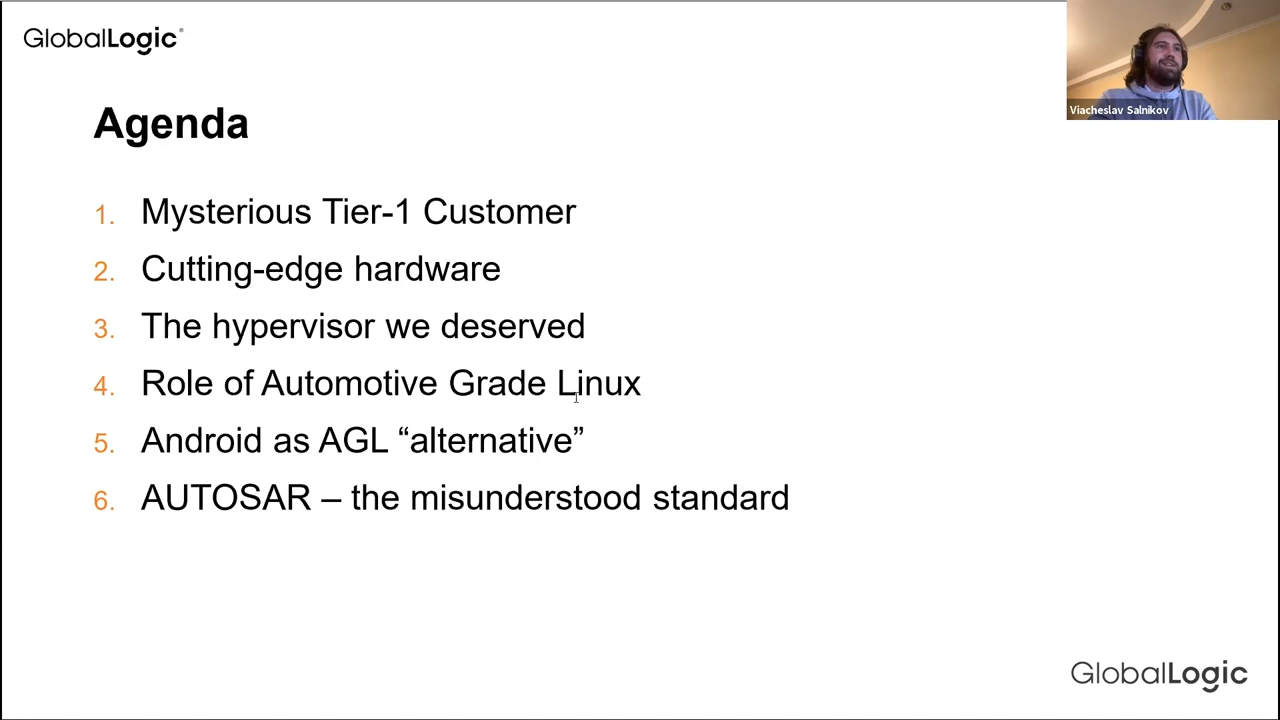 GlobalLogic
Viacheslav Salnikov
Agenda
1. Mysterious Tier-1 Customer
2. Cutting-edge hardware
3. The hypervisor we deserved
4. Role of Automotive Grade Linux
5. Android as AGL “alternative”
6. AUTOSAR – the misunderstood standard
GlobalLogic